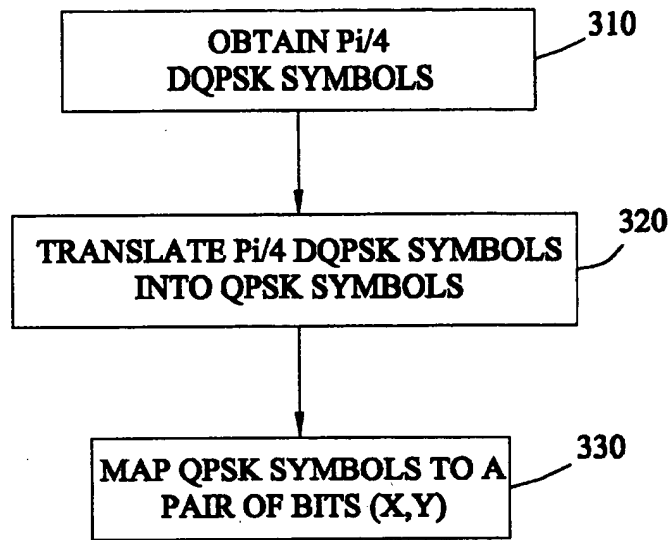 OBTAIN Pi/4
DQPSK SYMBOLS
310
TRANSLATE Pi/4 DQPSK SYMBOLS
INTO QPSK SYMBOLS
320
MAP QPSK SYMBOLS TO A
PAIR OF BITS (X,Y)
330